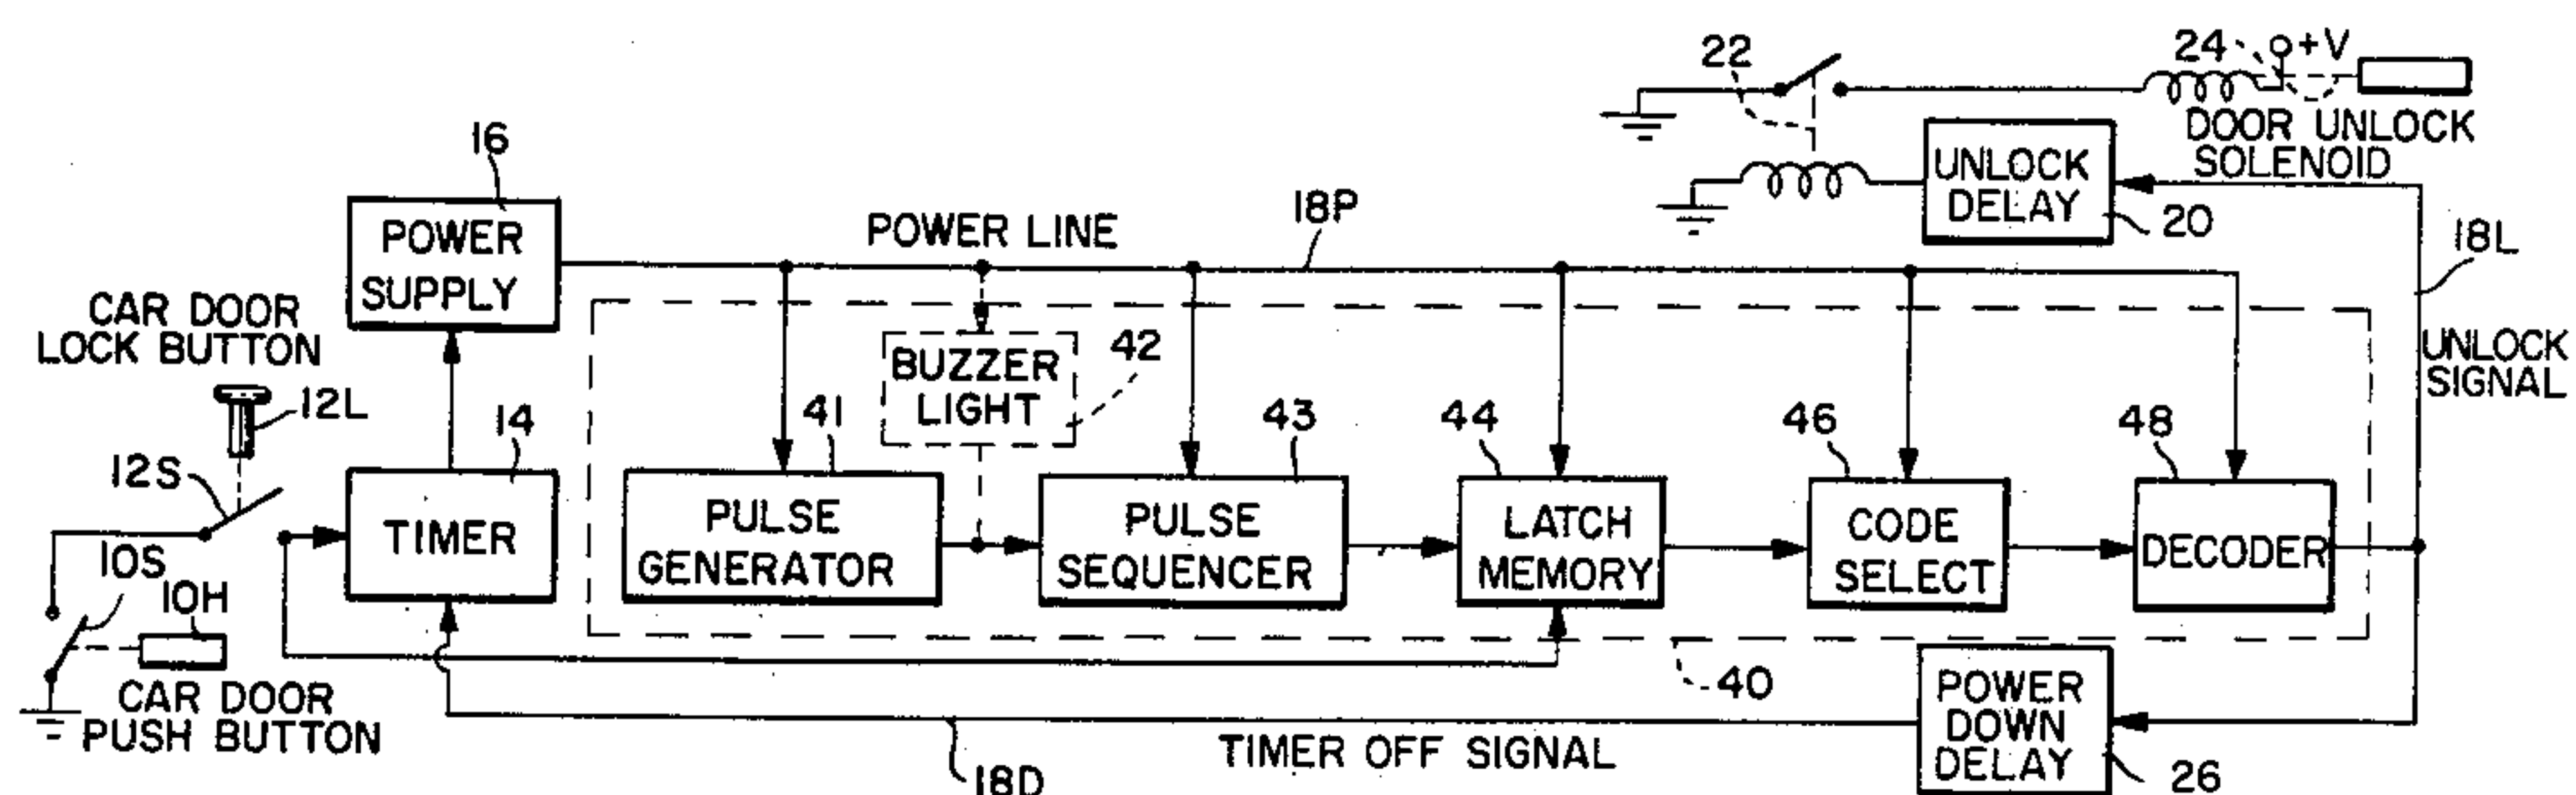 22
24
+V
DOOR UNLOCK
SOLENOID
16
POWER
SUPPLY
POWER LINE
18P
UNLOCK
DELAY
20
18L
CAR DOOR
LOCK BUTTON
12L
12S
14
TIMER
41
PULSE
GENERATOR
BUZZER
LIGHT
42
43
PULSE
SEQUENCER
44
LATCH
MEMORY
46
CODE
SELECT
48
DECODER
UNLOCK
SIGNAL
10S
10H
CAR DOOR
PUSH BUTTON
40
18D
TIMER OFF SIGNAL
POWER
DOWN
DELAY
26